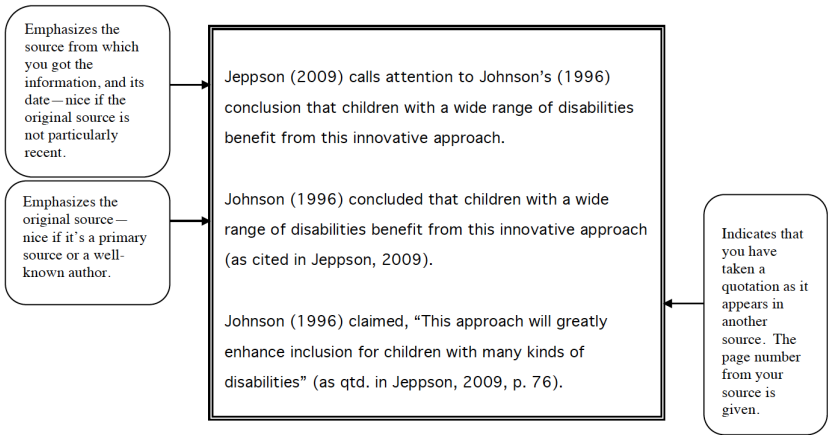 Emphasizes the
source from which
you got the
information, and its
date—nice if the
original source is
not particularly
recent.
Jeppson (2009) calls attention to Johnson’s (1996)
conclusion that children with a wide range of disabilities
benefit from this innovative approach.
Emphasizes the
original source—
nice if it’s a primary
source or a well-
known author.
Johnson (1996) concluded that children with a wide
range of disabilities benefit from this innovative approach
(as cited in Jeppson, 2009).
Johnson (1996) claimed, “This approach will greatly
enhance inclusion for children with many kinds of
disabilities” (as qtd. in Jeppson, 2009, p. 76).
Indicates that
you have
taken a
quotation as it
appears in
another
source.  The
page number
from your
source is
given.